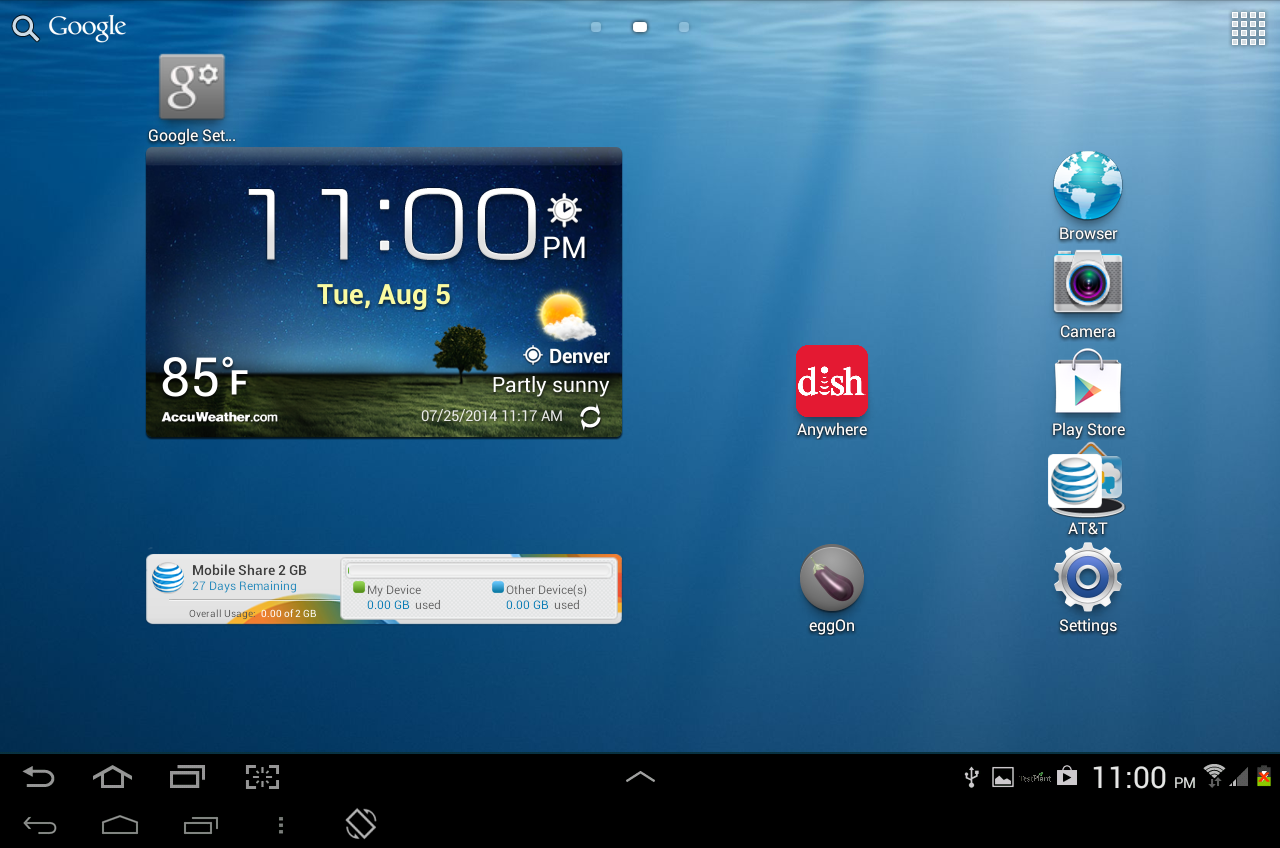 Google
Google Set...
11:00
PM
Tue, Aug 5
Denver
85°F
Partly sunny
AccuWeather.com
07/25/2014 11:17 AM
Browser
Camera
dish
Anywhere
Play Store
AT&T
Mobile Share 2 GB
27 Days Remaining
Overall Usage: 0.00 of 2 GB
My Device
0.00 GB used
Other Device(s)
0.00 GB used
eggOn
Settings
TestPlant
11:00 PM